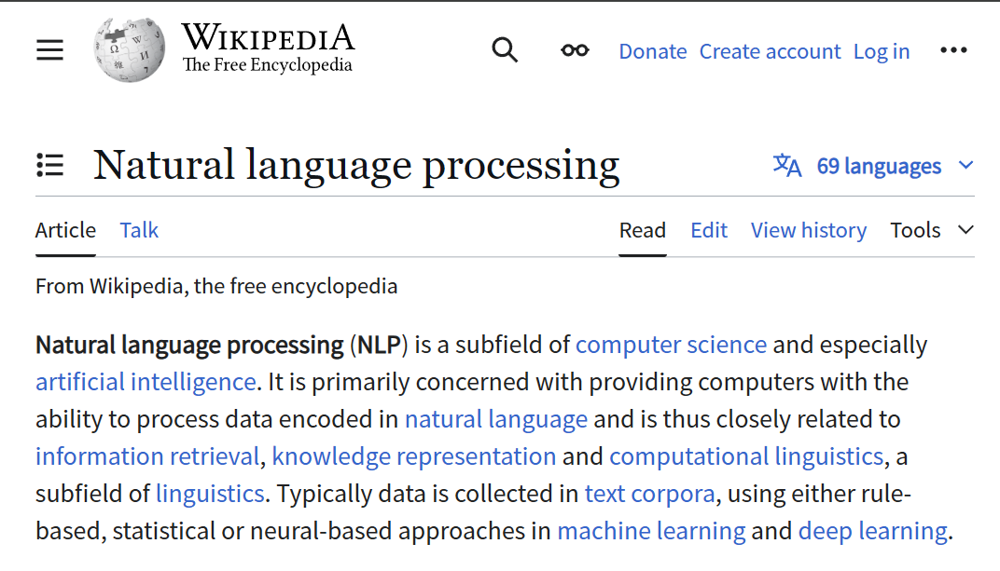 WIKIPEDIA
The Free Encyclopedia
Donate Create account Log in
Natural language processing
69 languages
Article Talk Read Edit View history Tools
From Wikipedia, the free encyclopedia
Natural language processing (NLP) is a subfield of computer science and especially
artificial intelligence. It is primarily concerned with providing computers with the
ability to process data encoded in natural language and is thus closely related to
information retrieval, knowledge representation and computational linguistics, a
subfield of linguistics. Typically data is collected in text corpora, using either rule-
based, statistical or neural-based approaches in machine learning and deep learning.